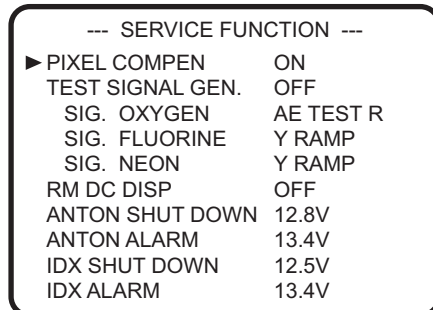 --- SERVICE FUNCTION ---
PIXEL COMPEN ON
TEST SIGNAL GEN. OFF
SIG. OXYGEN AE TEST R
SIG. FLUORINE Y RAMP
SIG. NEON Y RAMP
RM DC DISP OFF
ANTON SHUT DOWN 12.8V
ANTON ALARM 13.4V
IDX SHUT DOWN 12.5V
IDX ALARM 13.4V